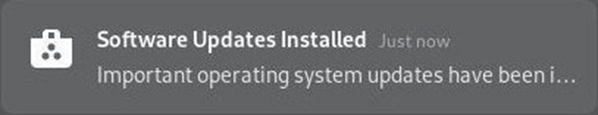 Software Updates Installed Just now
Important operating system updates have been i...